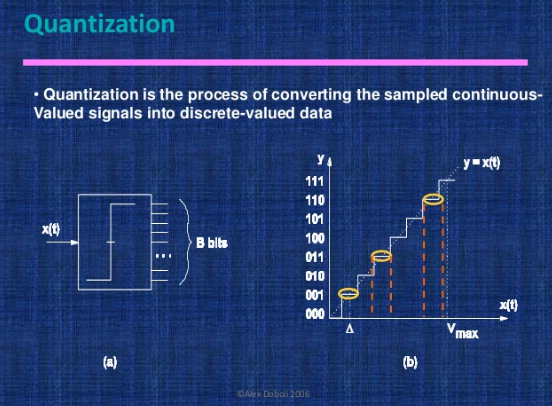 Quantization
• Quantization is the process of converting the sampled continuous-
Valued signals into discrete-valued data
x(t)
B bits
(a)
y
y = x(t)
111
110
101
100
011
010
001
000
x(t)
Δ
Vmax
(b)
©Alex Doboli 2006